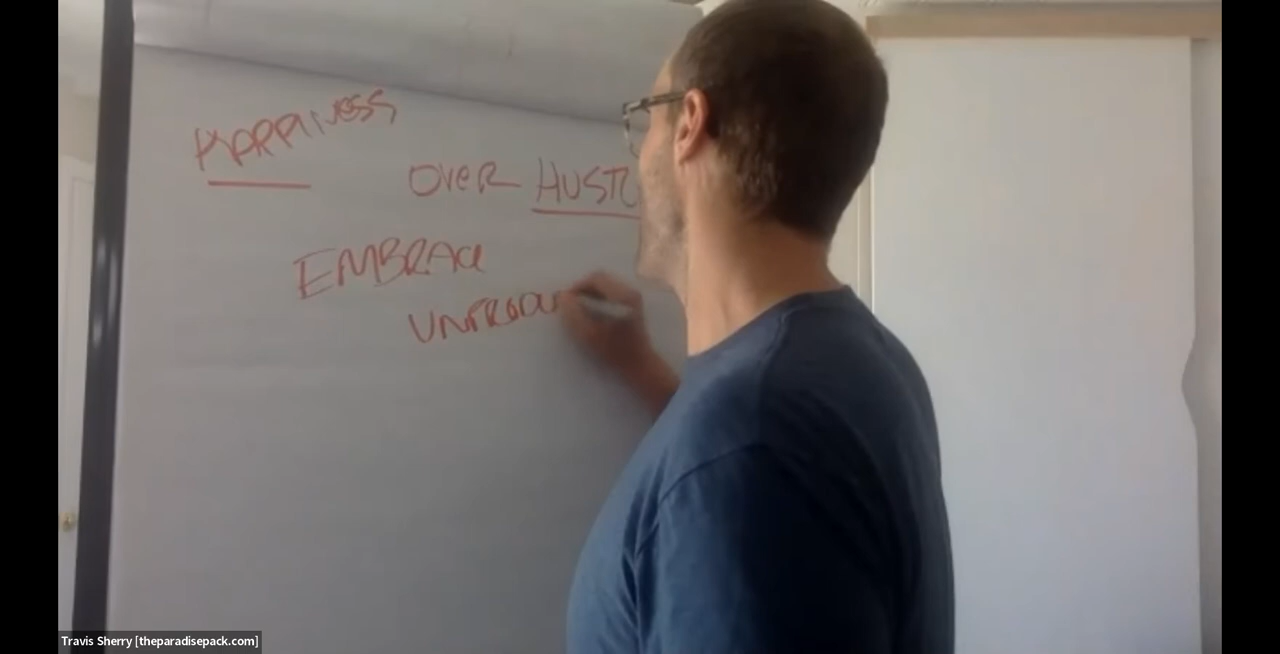 HAPPINESS
OVER HUSTL
EMBRACE
UNPRODU
Travis Sherry [theparadisepack.com]